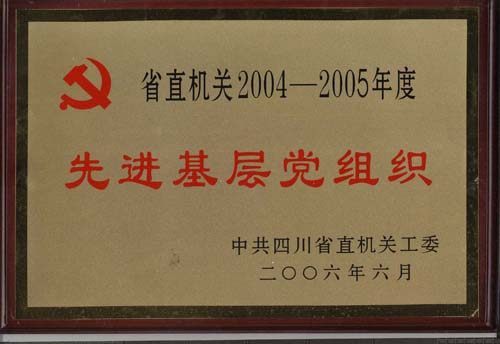 省直机关2004—2005年度
先进基层党组织
中共四川省直机关工委
二〇〇六年六月